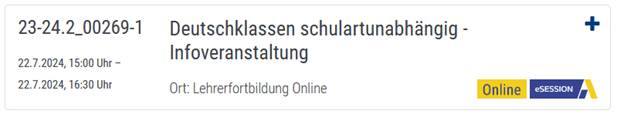 23-24.2_00269-1
22.7.2024, 15:00 Uhr –
22.7.2024, 16:30 Uhr
Deutschklassen schulartunabhängig -
Infoveranstaltung
Ort: Lehrerfortbildung Online
Online
eSESSION